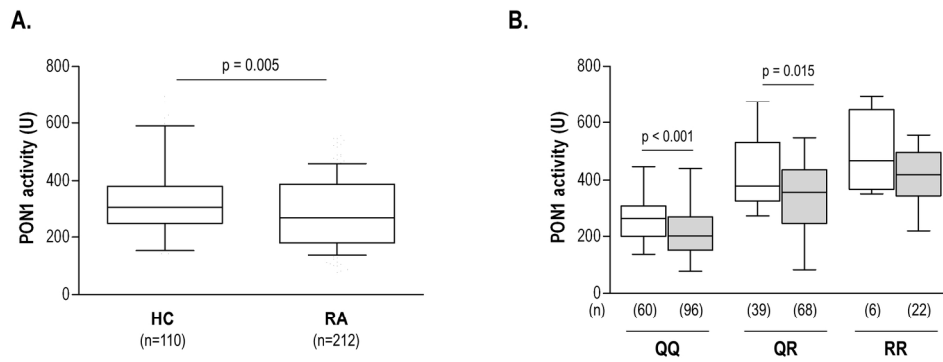 A.
PON1 activity (U)
800
600
400
200
0
p = 0.005
HC
(n=110)
RA
(n=212)
B.
PON1 activity (U)
800
600
400
200
0
p < 0.001
p = 0.015
(n) (60) (96) (39) (68) (6) (22)
QQ QR RR